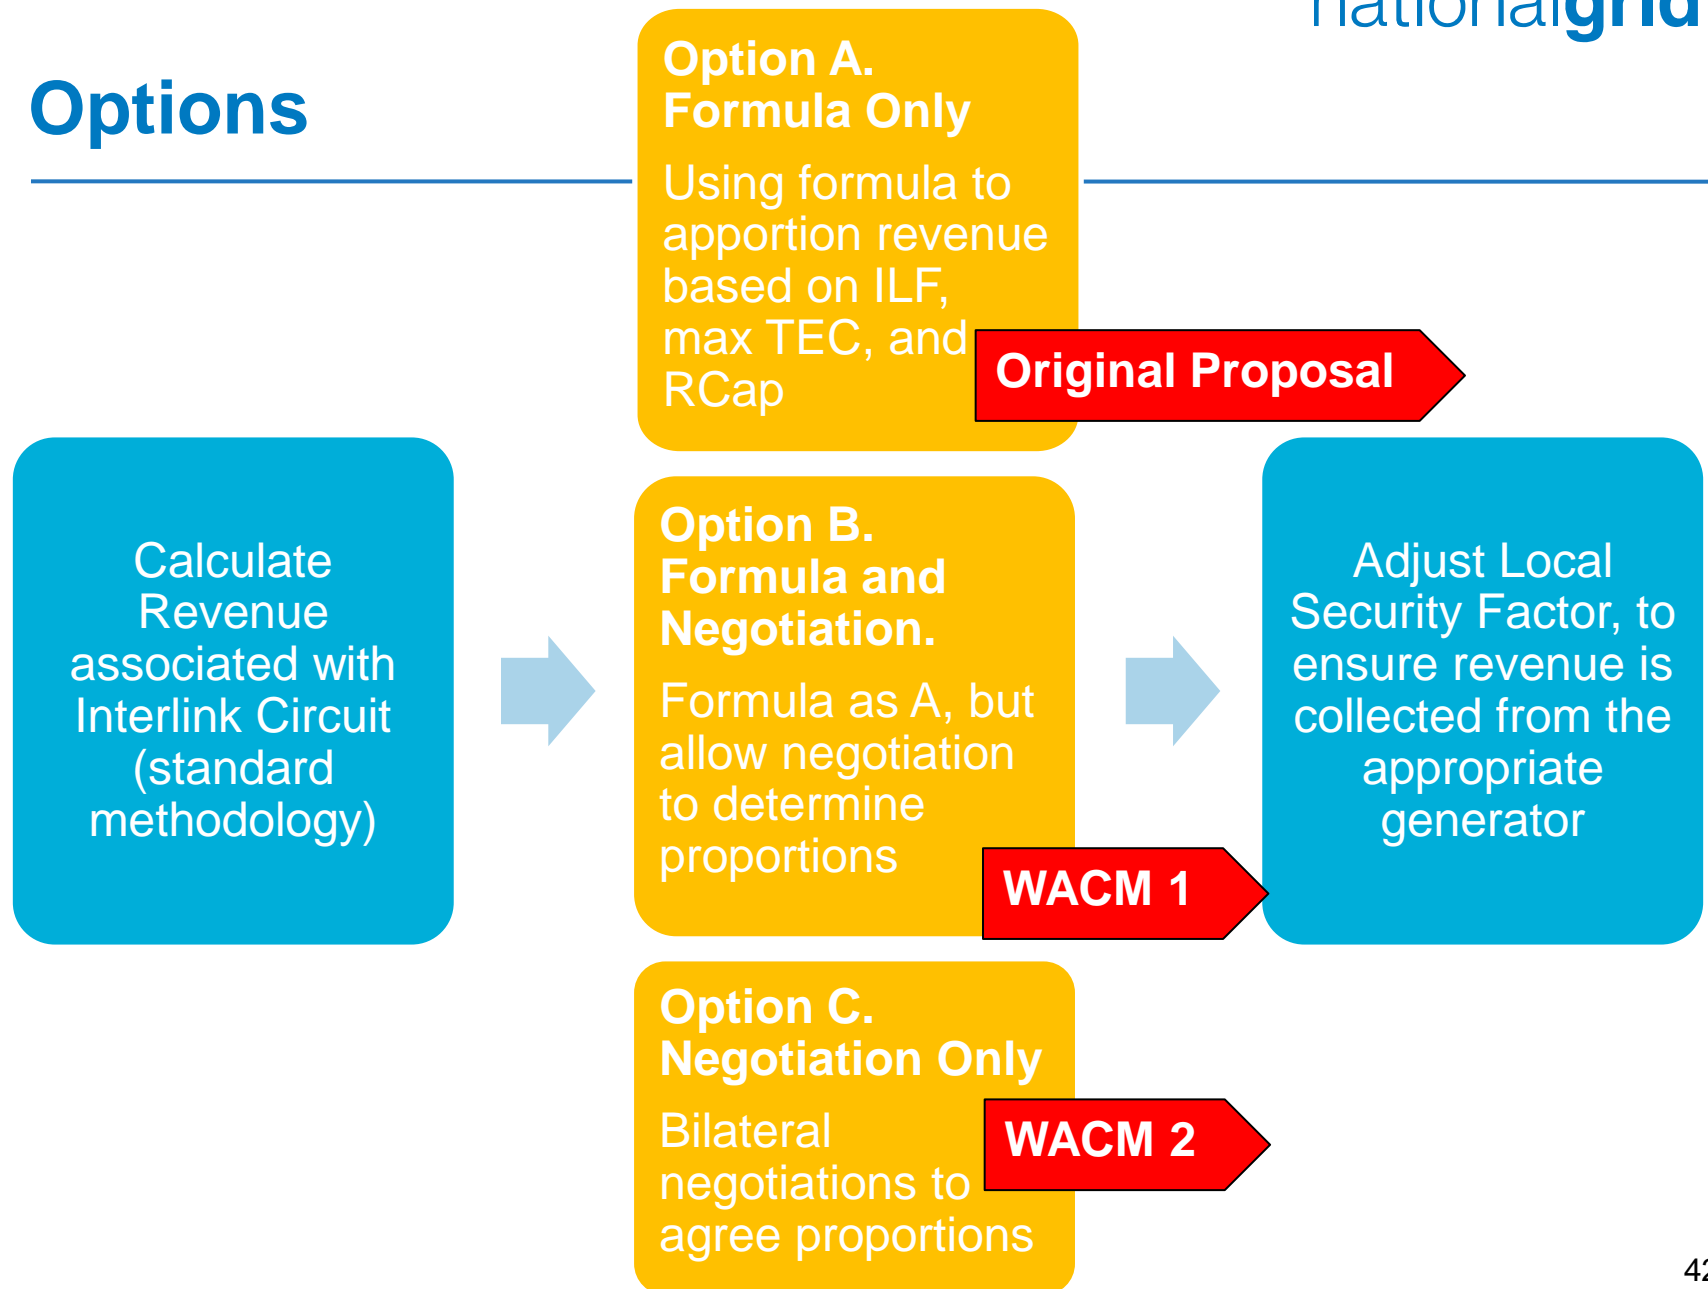 nationalgrid
Options
Option A.
Formula Only
Using formula to
apportion revenue
based on ILF,
max TEC, and
RCap
Original Proposal
Calculate
Revenue
associated with
Interlink Circuit
(standard
methodology)
Option B.
Formula and
Negotiation.
Formula as A, but
allow negotiation
to determine
proportions
WACM 1
Adjust Local
Security Factor, to
ensure revenue is
collected from the
appropriate
generator
Option C.
Negotiation Only
Bilateral
negotiations to
agree proportions
WACM 2
42